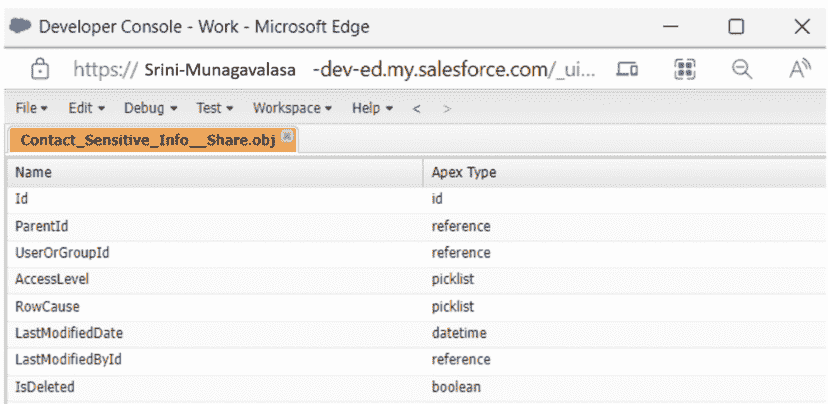 Developer Console - Work - Microsoft Edge
https:// Srini-Munagavalasa -dev-ed.my.salesforce.com/_ui...
File Edit Debug Test Workspace Help < >
Contact_Sensitive_Info__Share.obj
Name Apex Type
Id id
ParentId reference
UserOrGroupId reference
AccessLevel picklist
RowCause picklist
LastModifiedDate datetime
LastModifiedById reference
IsDeleted boolean